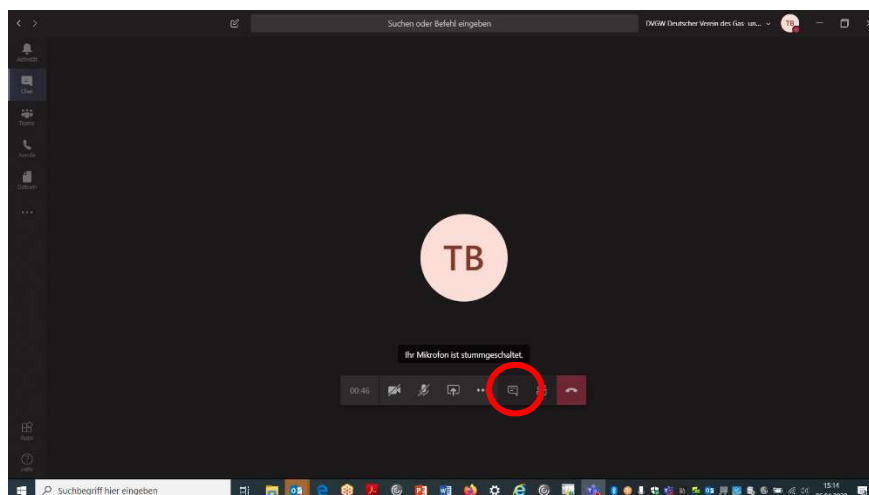 Suchen oder Befehl eingeben
DVGW Deutscher Verein des Gas- un...
TB
Aktivität
Chat
Teams
Anrufe
Dateien
TB
Ihr Mikrofon ist stummgeschaltet.
00:46
Apps
Hilfe
Suchbegriff hier eingeben
15:14